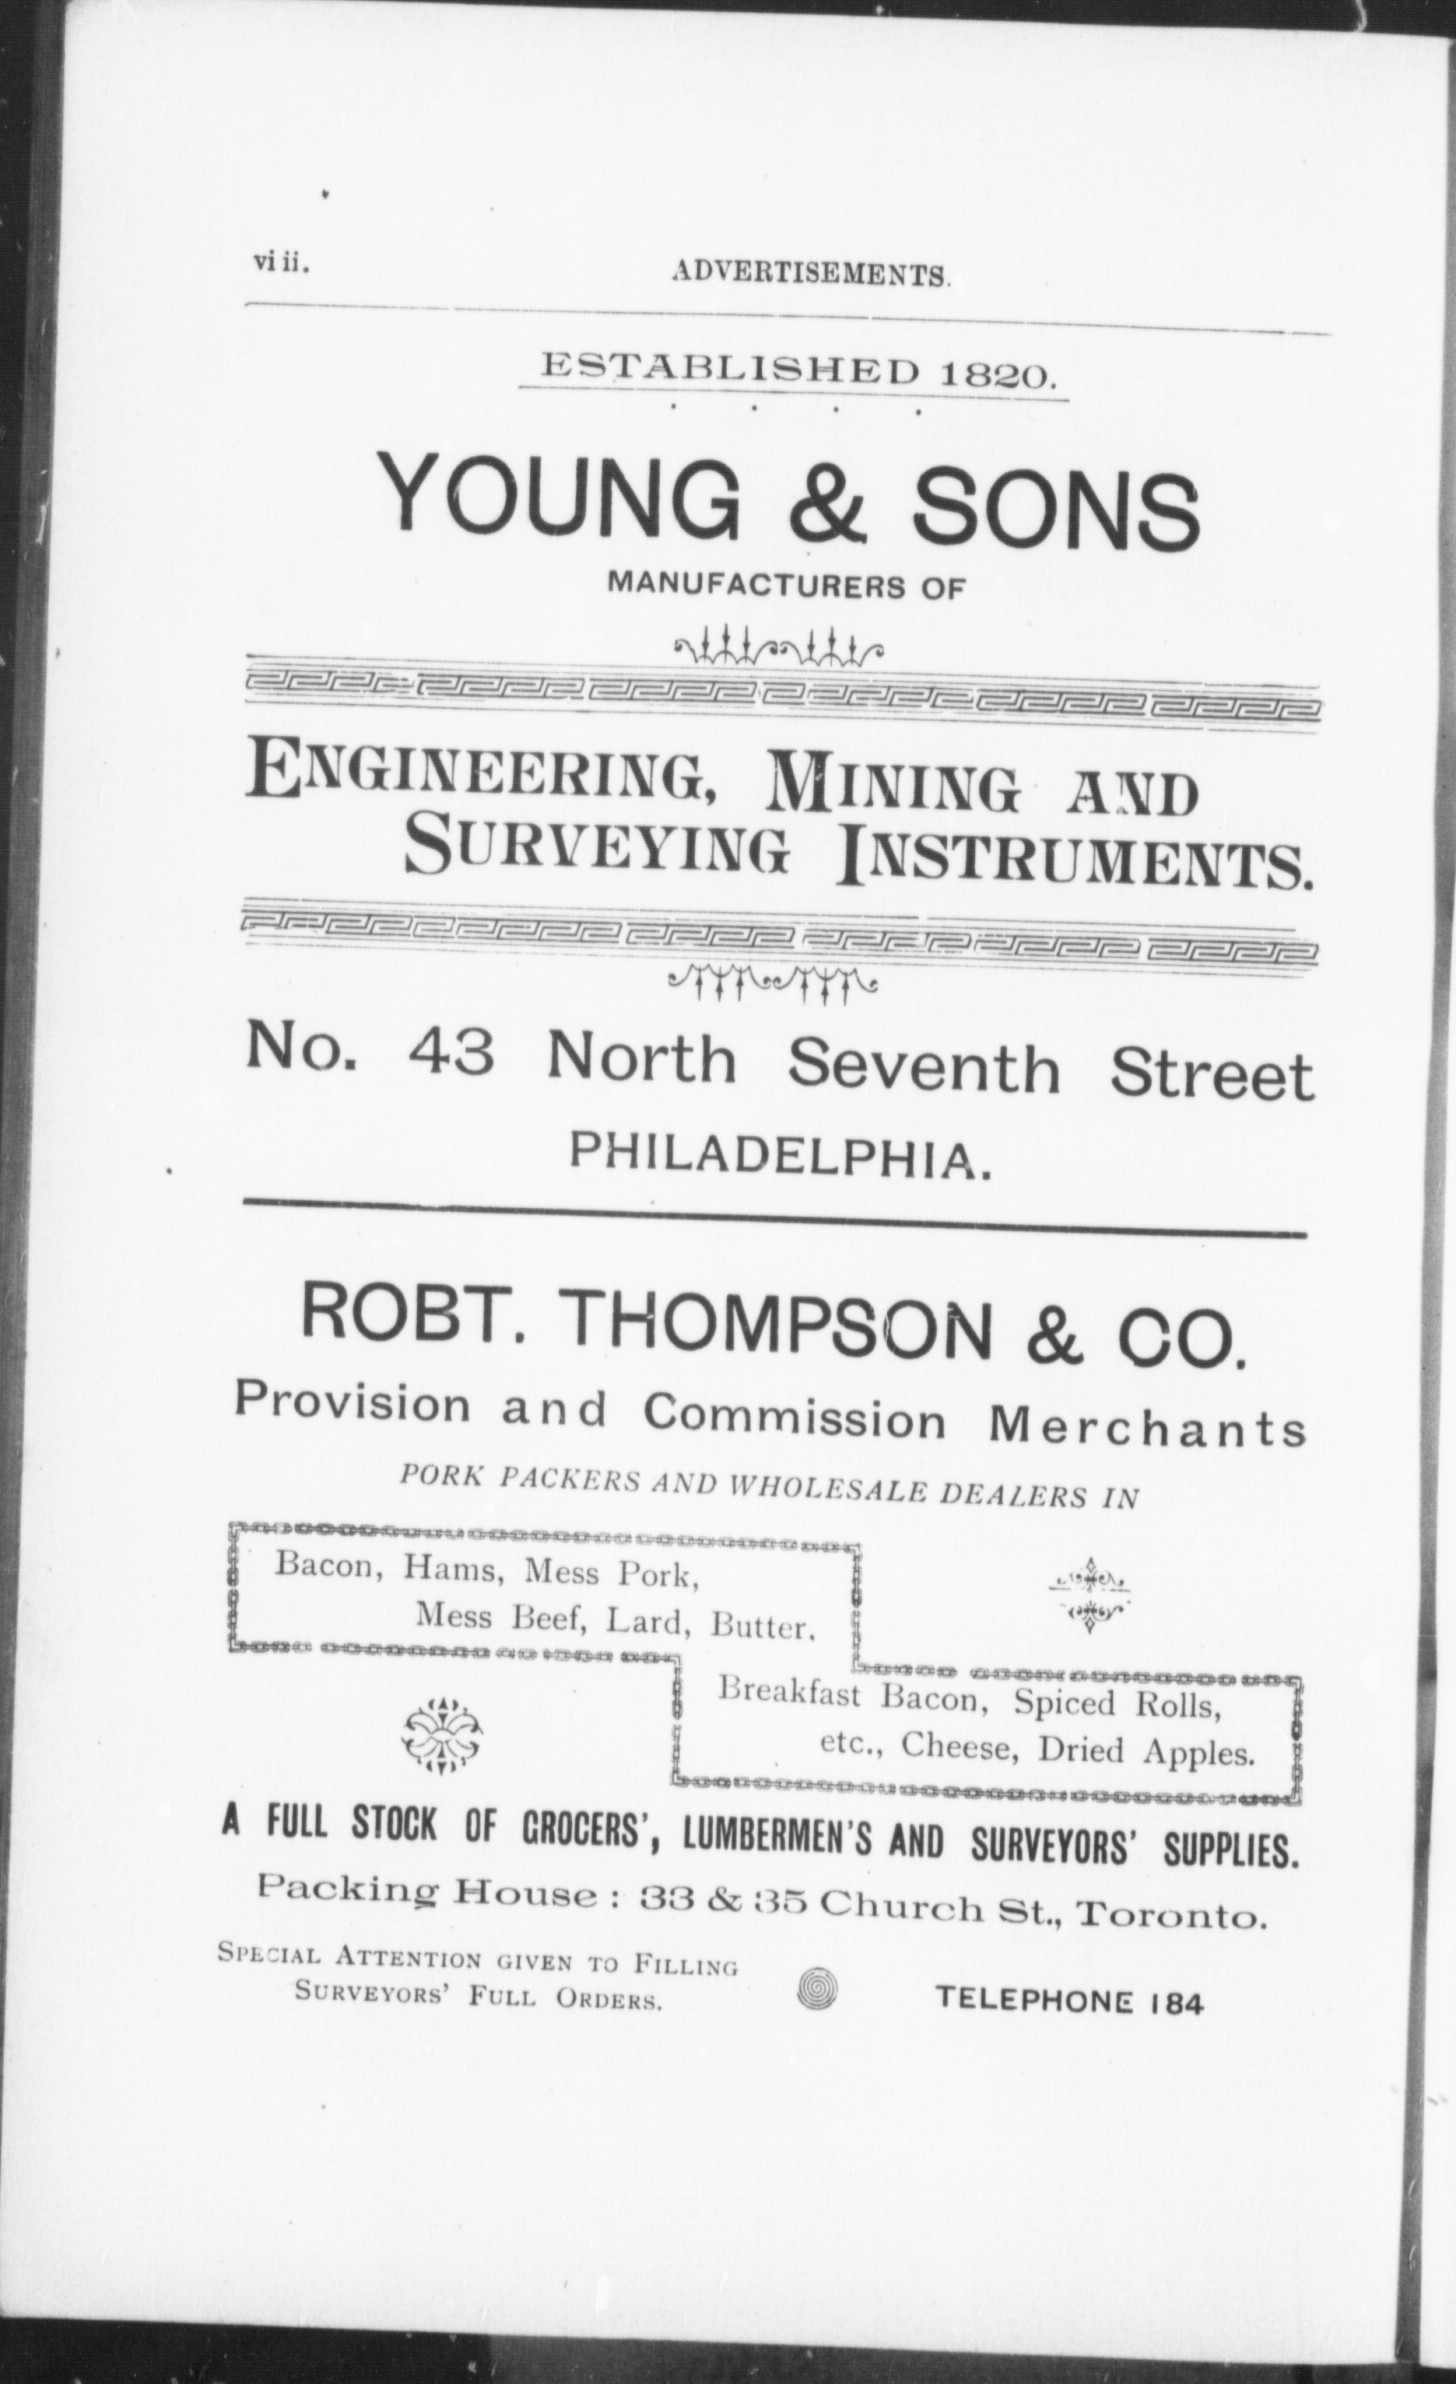 viii.
ADVERTISEMENTS.
ESTABLISHED 1820.
YOUNG & SONS
MANUFACTURERS OF
ENGINEERING, MINING AND
SURVEYING INSTRUMENTS.
No. 43 North Seventh Street
PHILADELPHIA.
ROBT. THOMPSON & CO.
Provision and Commission Merchants
PORK PACKERS AND WHOLESALE DEALERS IN
Bacon, Hams, Mess Pork,
Mess Beef, Lard, Butter.
Breakfast Bacon, Spiced Rolls,
etc., Cheese, Dried Apples.
A FULL STOCK OF GROCERS', LUMBERMEN'S AND SURVEYORS' SUPPLIES.
Packing House : 33 & 35 Church St., Toronto.
SPECIAL ATTENTION GIVEN TO FILLING
SURVEYORS' FULL ORDERS.
TELEPHONE 184